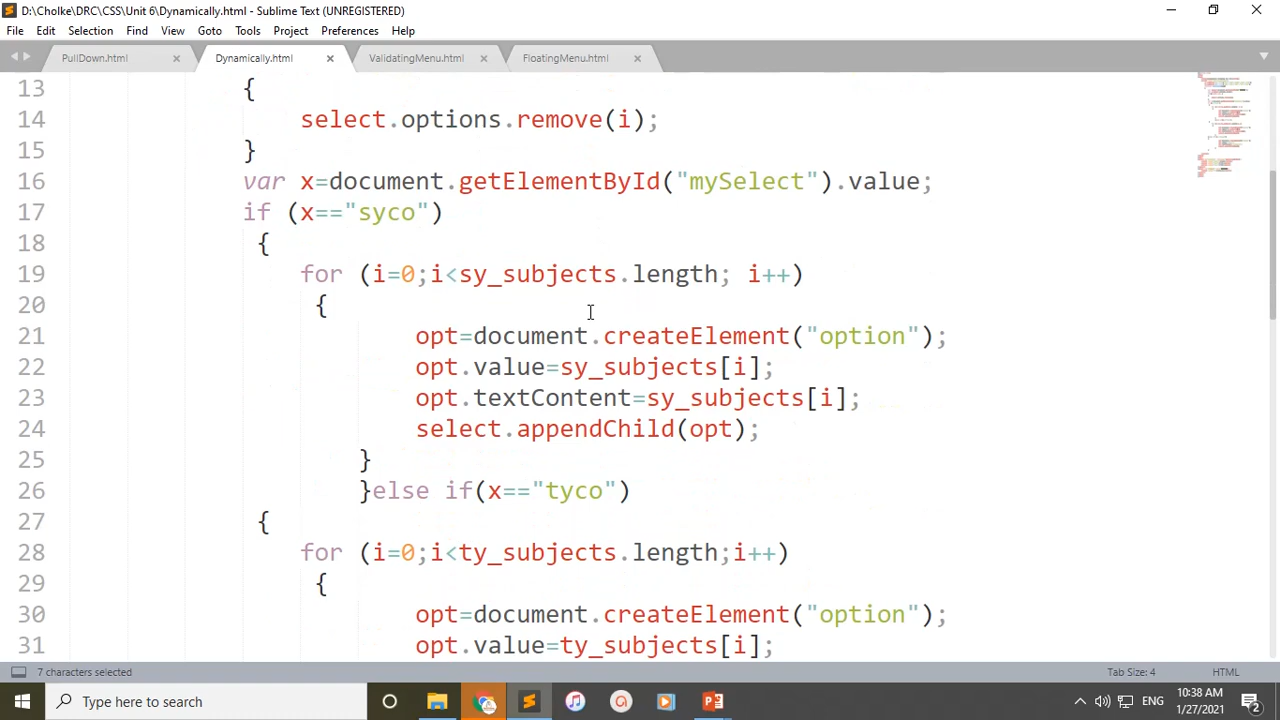 D:\Cholke\DRC\CSS\Unit 6\Dynamically.html - Sublime Text (UNREGISTERED)
File Edit Selection Find View Goto Tools Project Preferences Help
PullDown.html × Dynamically.html × ValidatingMenu.html × FloatingMenu.html ×
13 {
14 select.options.remove(i);
15 }
16 var x=document.getElementById("mySelect").value;
17 if (x=="syco")
18 {
19 for (i=0;i<sy_subjects.length; i++)
20 {
21 opt=document.createElement("option");
22 opt.value=sy_subjects[i];
23 opt.textContent=sy_subjects[i];
24 select.appendChild(opt);
25 }
26 }else if(x=="tyco")
27 {
28 for (i=0;i<ty_subjects.length;i++)
29 {
30 opt=document.createElement("option");
31 opt.value=ty_subjects[i];
7 characters selected Tab Size: 4 HTML
Type here to search ENG 10:38 AM
1/27/2021 2